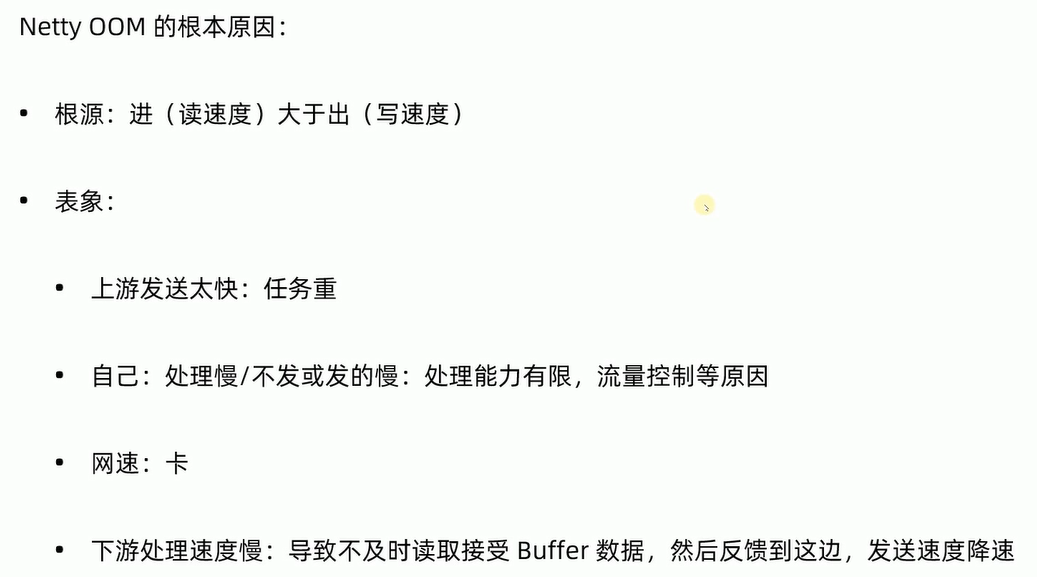 Netty OOM 的根本原因：
• 根源：进（读速度）大于出（写速度）
• 表象：
• 上游发送太快：任务重
• 自己：处理慢/不发或发的慢：处理能力有限，流量控制等原因
• 网速：卡
• 下游处理速度慢：导致不及时读取接受 Buffer 数据，然后反馈到这边，发送速度降速